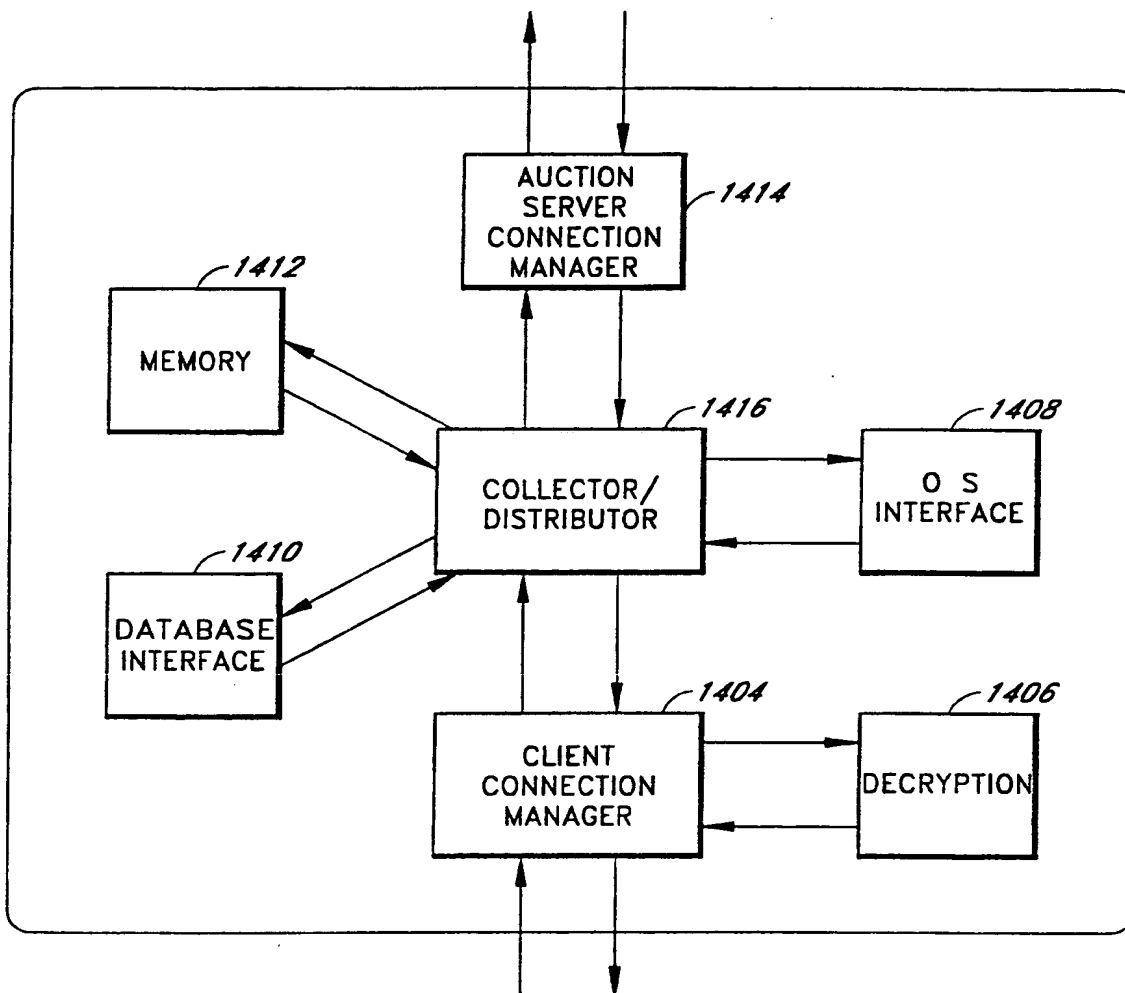 AUCTION
SERVER
CONNECTION
MANAGER
1414
1412
MEMORY
1416
COLLECTOR/
DISTRIBUTOR
1408
O S
INTERFACE
1410
DATABASE
INTERFACE
1404
CLIENT
CONNECTION
MANAGER
1406
DECRYPTION